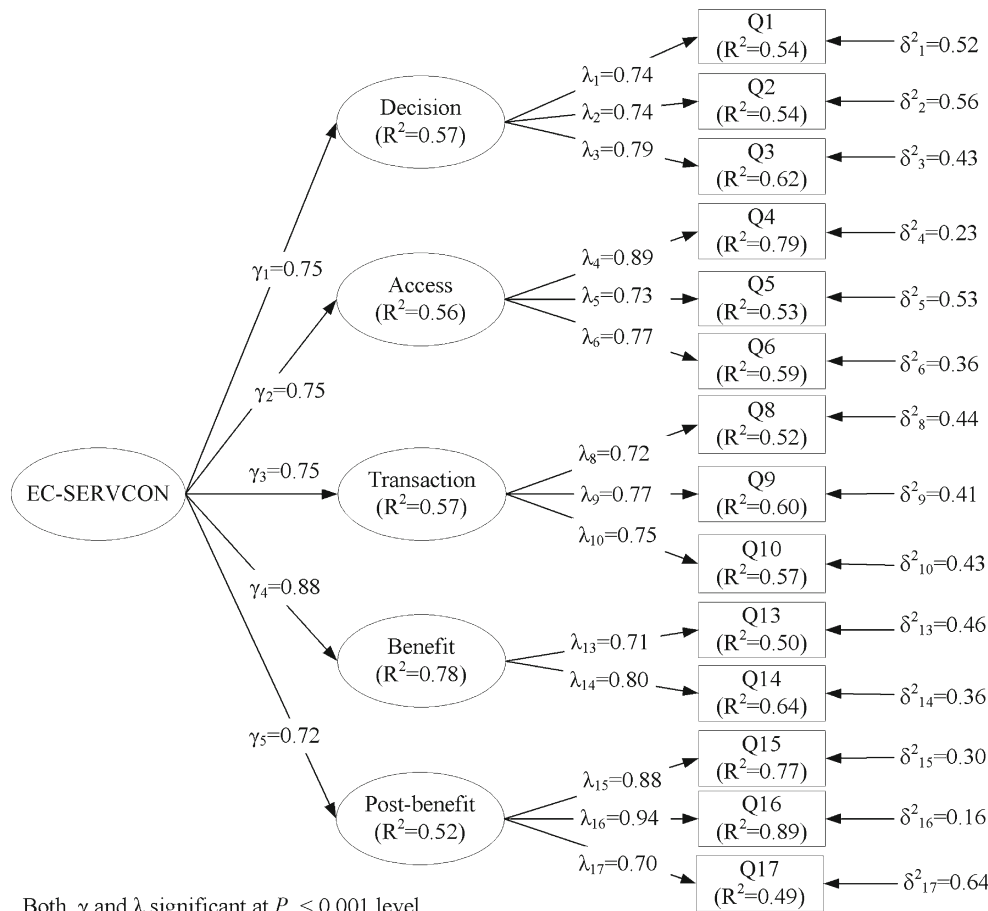 EC-SERVCON
γ₁=0.75
γ₂=0.75
γ₃=0.75
γ₄=0.88
γ₅=0.72
Decision
(R²=0.57)
Access
(R²=0.56)
Transaction
(R²=0.57)
Benefit
(R²=0.78)
Post-benefit
(R²=0.52)
λ₁=0.74
λ₂=0.74
λ₃=0.79
λ₄=0.89
λ₅=0.73
λ₆=0.77
λ₈=0.72
λ₉=0.77
λ₁₀=0.75
λ₁₃=0.71
λ₁₄=0.80
λ₁₅=0.88
λ₁₆=0.94
λ₁₇=0.70
Q1
(R²=0.54)
Q2
(R²=0.54)
Q3
(R²=0.62)
Q4
(R²=0.79)
Q5
(R²=0.53)
Q6
(R²=0.59)
Q8
(R²=0.52)
Q9
(R²=0.60)
Q10
(R²=0.57)
Q13
(R²=0.50)
Q14
(R²=0.64)
Q15
(R²=0.77)
Q16
(R²=0.89)
Q17
(R²=0.49)
δ²₁=0.52
δ²₂=0.56
δ²₃=0.43
δ²₄=0.23
δ²₅=0.53
δ²₆=0.36
δ²₈=0.44
δ²₉=0.41
δ²₁₀=0.43
δ²₁₃=0.46
δ²₁₄=0.36
δ²₁₅=0.30
δ²₁₆=0.16
δ²₁₇=0.64
Both γ and λ significant at P < 0.001 level